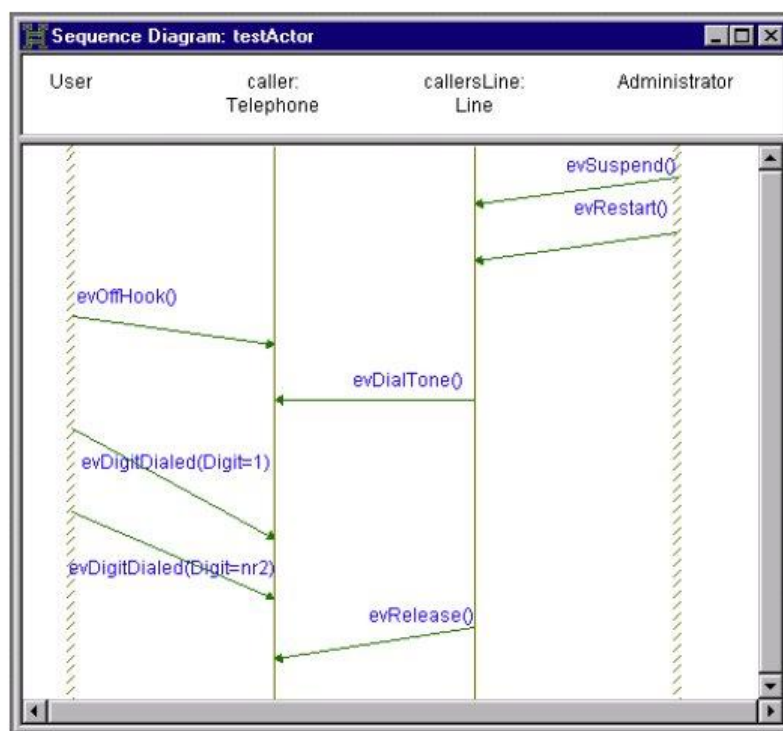 Sequence Diagram: testActor
User
caller:
Telephone
callersLine:
Line
Administrator
evSuspend()
evRestart()
evOffHook()
evDialTone()
evDigitDialed(Digit=1)
evDigitDialed(Digit=nr2)
evRelease()